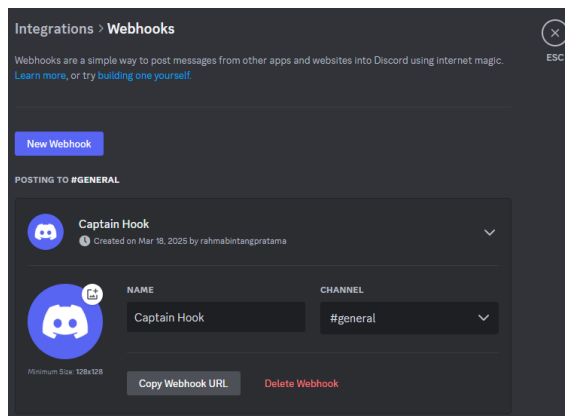 Integrations > Webhooks
Webhooks are a simple way to post messages from other apps and websites into Discord using internet magic.
Learn more, or try building one yourself.
ESC
New Webhook
POSTING TO #GENERAL
Captain Hook
Created on Mar 18, 2025 by rahmabintangpratama
NAME
CHANNEL
Captain Hook
#general
Minimum Size: 128x128
Copy Webhook URL
Delete Webhook